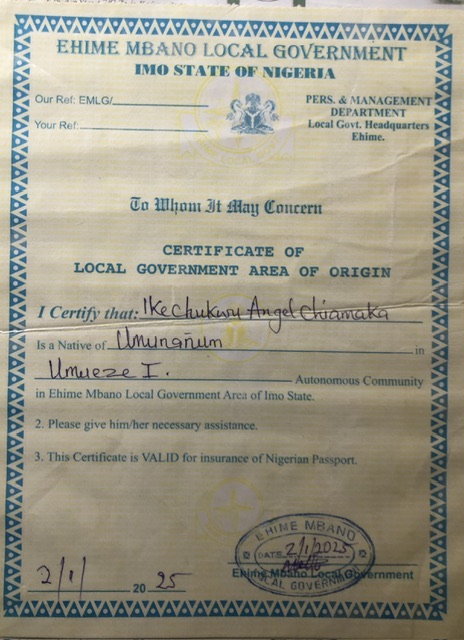 EHIME MBANO LOCAL GOVERNMENT
IMO STATE OF NIGERIA
Our Ref: EMLG/
Your Ref:
PERS. & MANAGEMENT
DEPARTMENT
Local Govt. Headquarters
Ehime.
To Whom It May Concern
CERTIFICATE OF
LOCAL GOVERNMENT AREA OF ORIGIN
I Certify that: Ikechukwu Angel Chiamaka
Is a Native of Umunanum in
Umueze I. Autonomous Community
in Ehime Mbano Local Government Area of Imo State.
2. Please give him/her necessary assistance.
3. This Certificate is VALID for insurance of Nigerian Passport.
EHIME MBANO
DATE 2/1/2025
LOCAL GOVERNMENT
Ehime Mbano Local Government
2/1/ 20 25